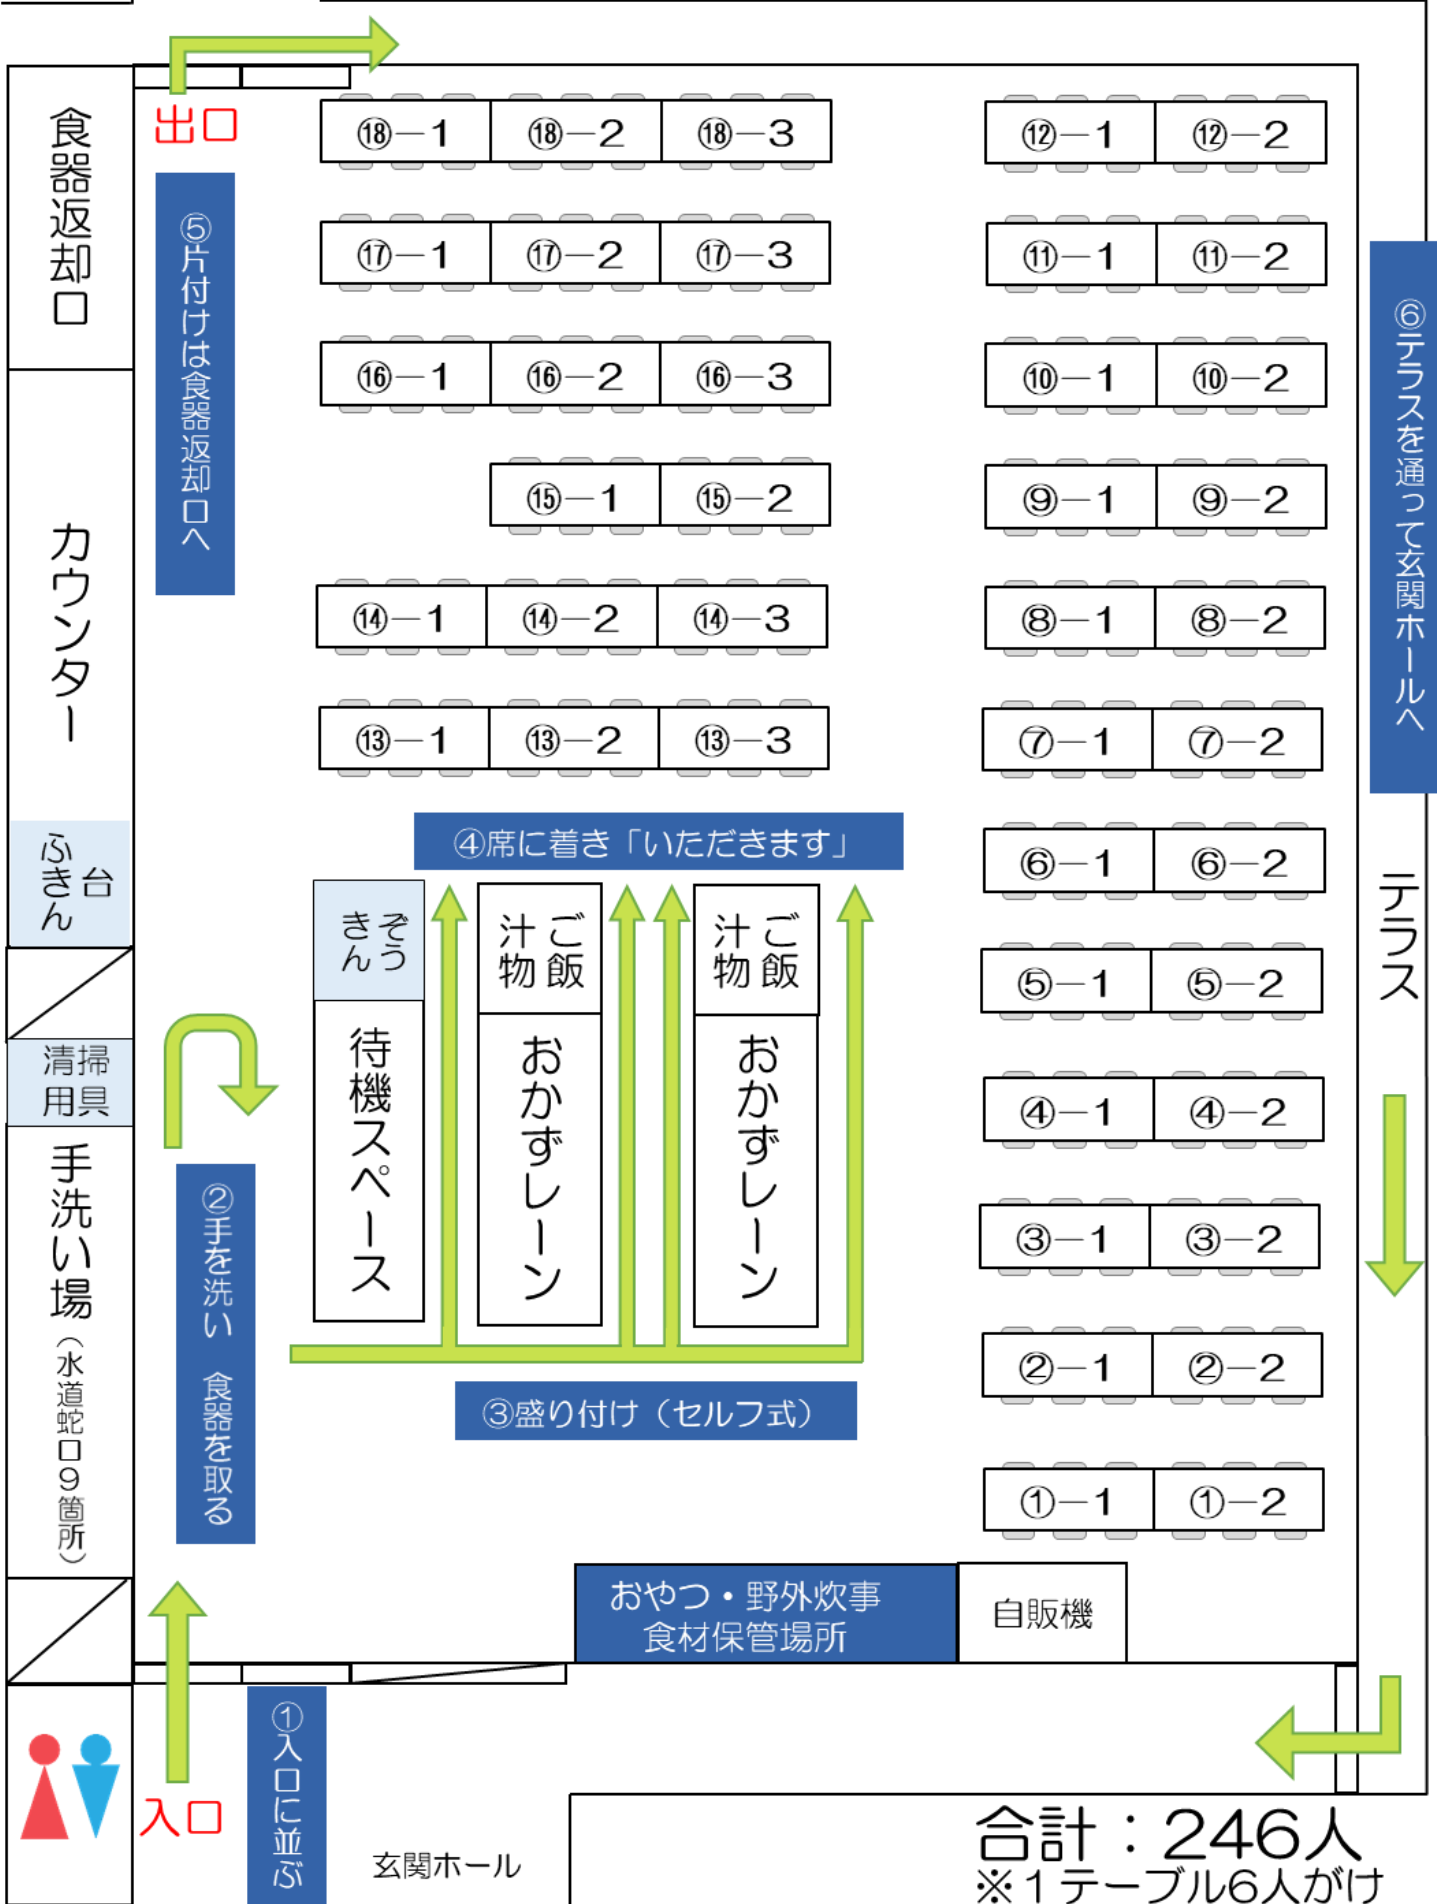 出口
食器返却口
⑤片付けは食器返却口へ
カウンター
ふきん
台
清掃
用具
手洗い場（水道蛇口9箇所）
②手を洗い　食器を取る
入口
①入口に並ぶ
玄関ホール
⑱－1
⑱－2
⑱－3
⑰－1
⑰－2
⑰－3
⑯－1
⑯－2
⑯－3
⑮－1
⑮－2
⑭－1
⑭－2
⑭－3
⑬－1
⑬－2
⑬－3
④席に着き「いただきます」
ぞう
きん
待機スペース
ご飯
汁物
おかずレーン
ご飯
汁物
おかずレーン
③盛り付け（セルフ式）
⑫－1
⑫－2
⑪－1
⑪－2
⑩－1
⑩－2
⑨－1
⑨－2
⑧－1
⑧－2
⑦－1
⑦－2
⑥－1
⑥－2
⑤－1
⑤－2
④－1
④－2
③－1
③－2
②－1
②－2
①－1
①－2
おやつ・野外炊事
食材保管場所
自販機
⑥テラスを通って玄関ホールへ
テラス
合計：246人
※1テーブル6人がけ